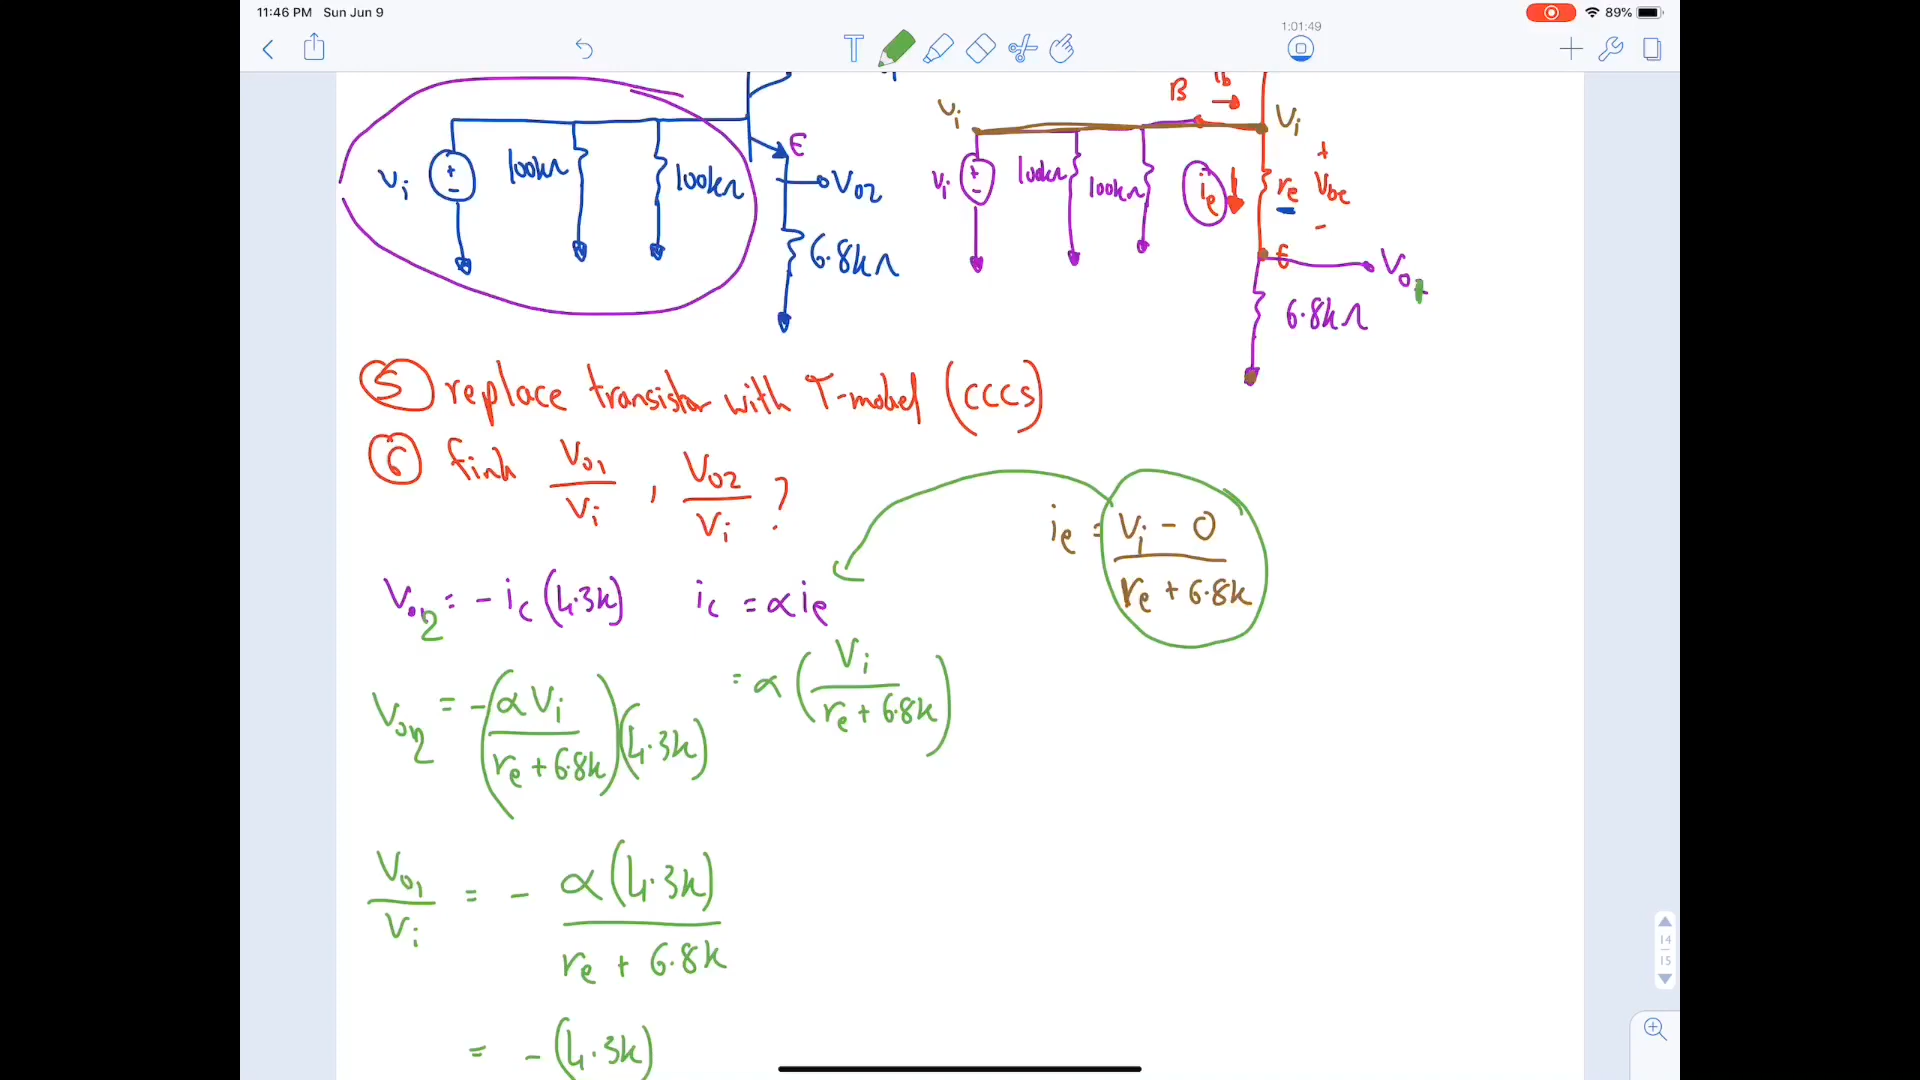 11:46 PM Sun Jun 9
89%
1:01:49
T
B ib
Vi Vi
E
Vi 100kΩ 100kΩ Vo2
6.8kΩ
Vi 100kΩ 100kΩ ie re + Vbe -
E Vo1
6.8kΩ
⑤ replace transistor with T-model (CCCS)
⑥ find Vo1/Vi , Vo2/Vi ?
ie = (Vi - 0)/(re + 6.8k)
Vo2 = - ic (4.3k) ic = αie
= α (Vi/(re + 6.8k))
Vo2 = - (αVi/(re + 6.8k)) (4.3k)
Vo1/Vi = - α(4.3k)/(re + 6.8k)
= - (4.3k)
14
15